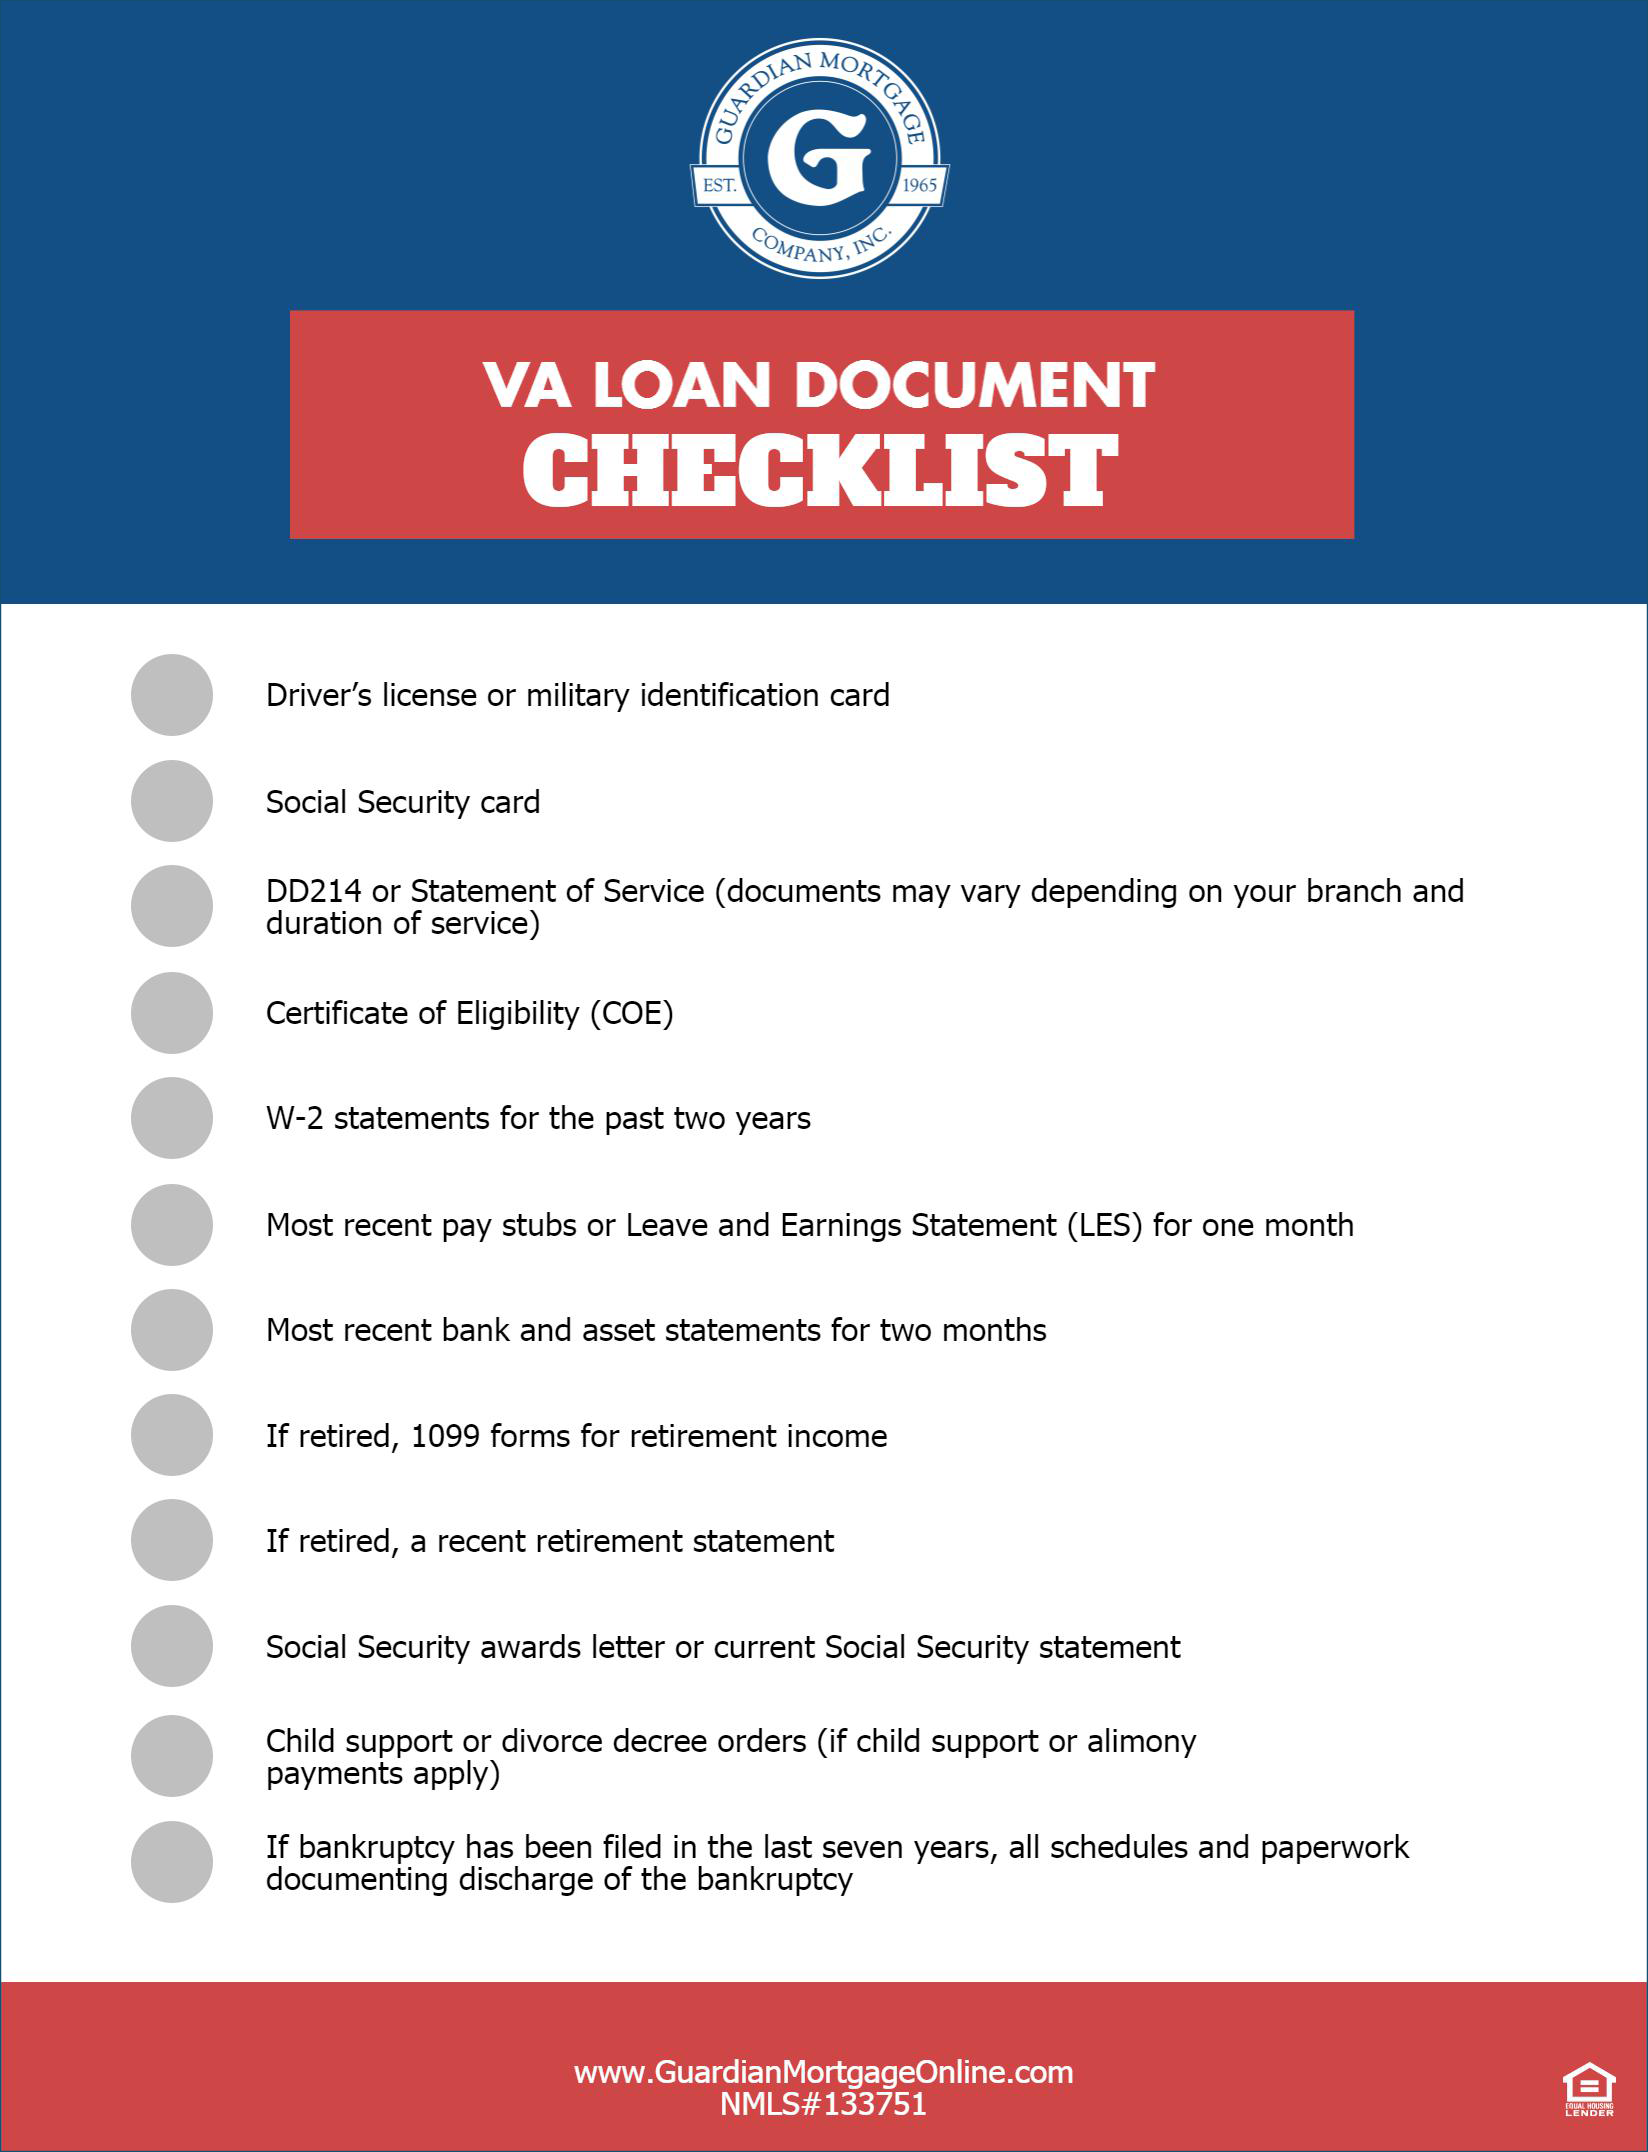 GUARDIAN MORTGAGE
G
EST. 1965
COMPANY, INC.
VA LOAN DOCUMENT
CHECKLIST
Driver’s license or military identification card
Social Security card
DD214 or Statement of Service (documents may vary depending on your branch and
duration of service)
Certificate of Eligibility (COE)
W-2 statements for the past two years
Most recent pay stubs or Leave and Earnings Statement (LES) for one month
Most recent bank and asset statements for two months
If retired, 1099 forms for retirement income
If retired, a recent retirement statement
Social Security awards letter or current Social Security statement
Child support or divorce decree orders (if child support or alimony
payments apply)
If bankruptcy has been filed in the last seven years, all schedules and paperwork
documenting discharge of the bankruptcy
www.GuardianMortgageOnline.com
NMLS#133751
EQUAL HOUSING
LENDER